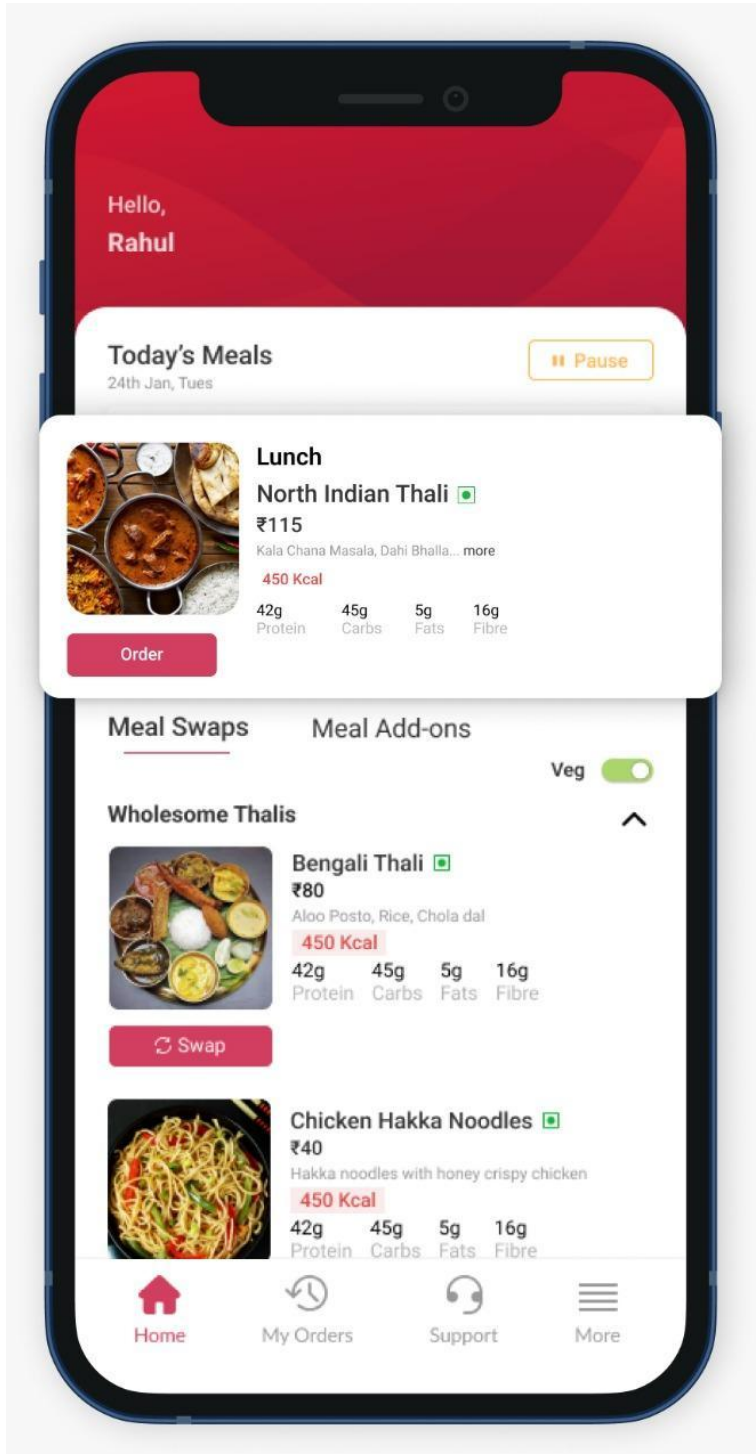 Hello,
Rahul
Today's Meals
Pause
24th Jan, Tues
Lunch
North Indian Thali
₹115
Kala Chana Masala, Dahi Bhalla... more
450 Kcal
42g 45g 5g 16g
Protein Carbs Fats Fibre
Order
Meal Swaps Meal Add-ons
Veg
Wholesome Thalis
Bengali Thali
₹80
Aloo Posto, Rice, Chola dal
450 Kcal
42g 45g 5g 16g
Protein Carbs Fats Fibre
Swap
Chicken Hakka Noodles
₹40
Hakka noodles with honey crispy chicken
450 Kcal
42g 45g 5g 16g
Protein Carbs Fats Fibre
Home My Orders Support More